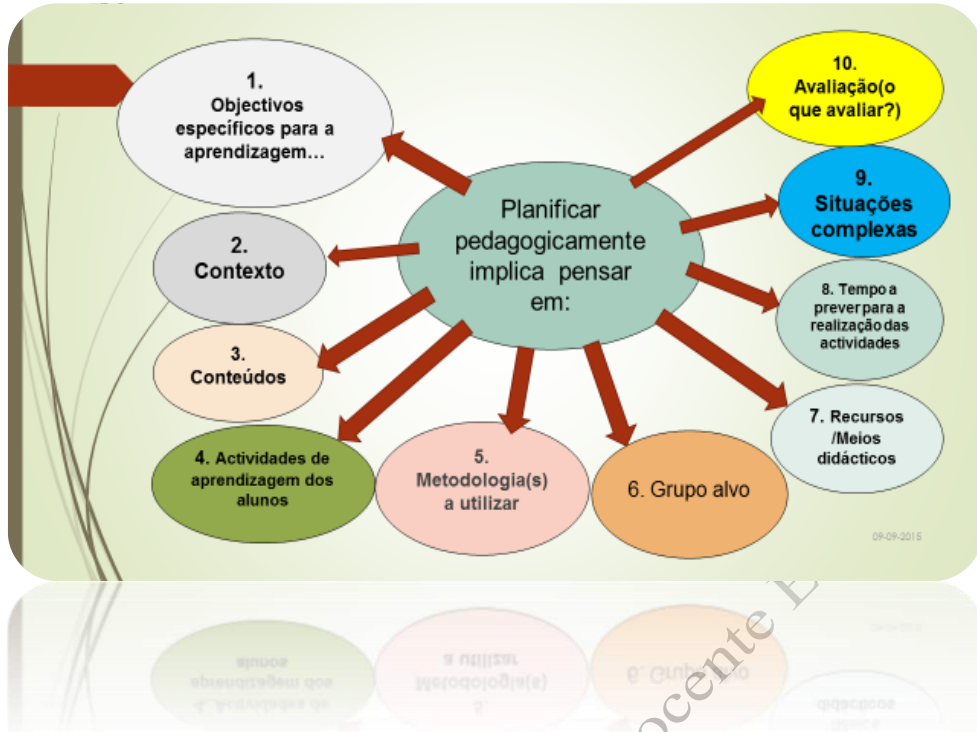 Planificar
pedagogicamente
implica pensar
em:
1.
Objectivos
específicos para a
aprendizagem...
2.
Contexto
3.
Conteúdos
4. Actividades de
aprendizagem dos
alunos
5.
Metodologia(s)
a utilizar
6. Grupo alvo
7. Recursos
/Meios
didácticos
8. Tempo a
prever para a
realização das
actividades
9.
Situações
complexas
10.
Avaliação(o
que avaliar?)
09-09-2015